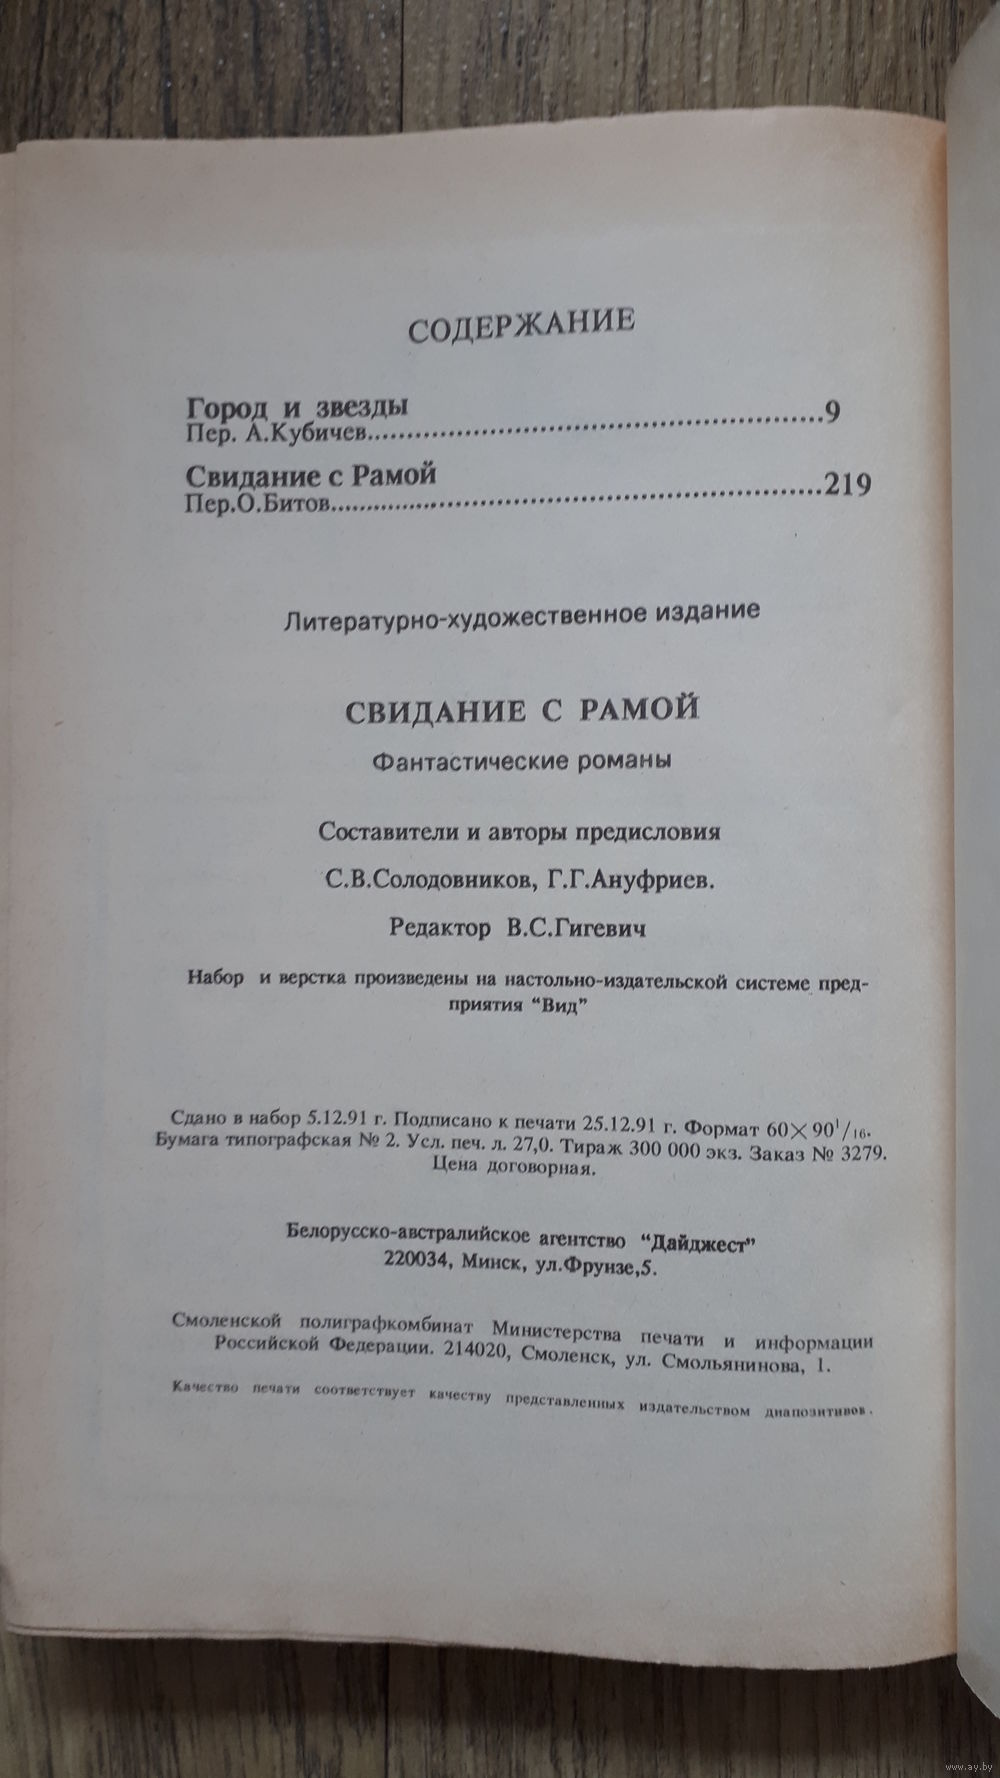 СОДЕРЖАНИЕ
Город и звезды
Пер. А.Кубичев..........................................................9
Свидание с Рамой
Пер.О.Битов..............................................................219
Литературно-художественное издание
СВИДАНИЕ С РАМОЙ
Фантастические романы
Составители и авторы предисловия
С.В.Солодовников, Г.Г.Ануфриев.
Редактор В.С.Гигевич
Набор и верстка произведены на настольно-издательской системе пред-
приятия “Вид”
Сдано в набор 5.12.91 г. Подписано к печати 25.12.91 г. Формат 60×90¹/₁₆.
Бумага типографская № 2. Усл. печ. л. 27,0. Тираж 300 000 экз. Заказ № 3279.
Цена договорная.
Белорусско-австралийское агентство “Дайджест”
220034, Минск, ул.Фрунзе,5.
Смоленской полиграфкомбинат Министерства печати и информации
Российской Федерации. 214020, Смоленск, ул. Смольянинова, 1.
Качество печати соответствует качеству представленных издательством диапозитивов.
www.ay.by